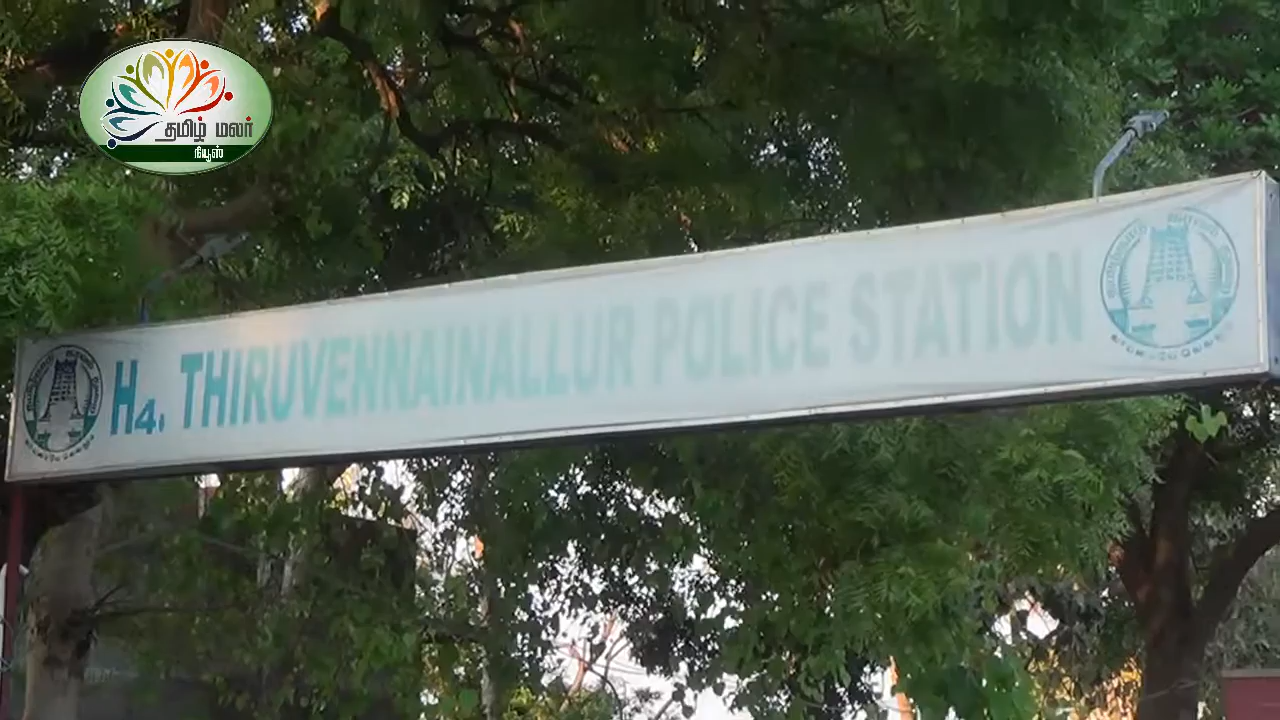 தமிழ் மலர்
நியூஸ்
H4. THIRUVENNAINALLUR POLICE STATION